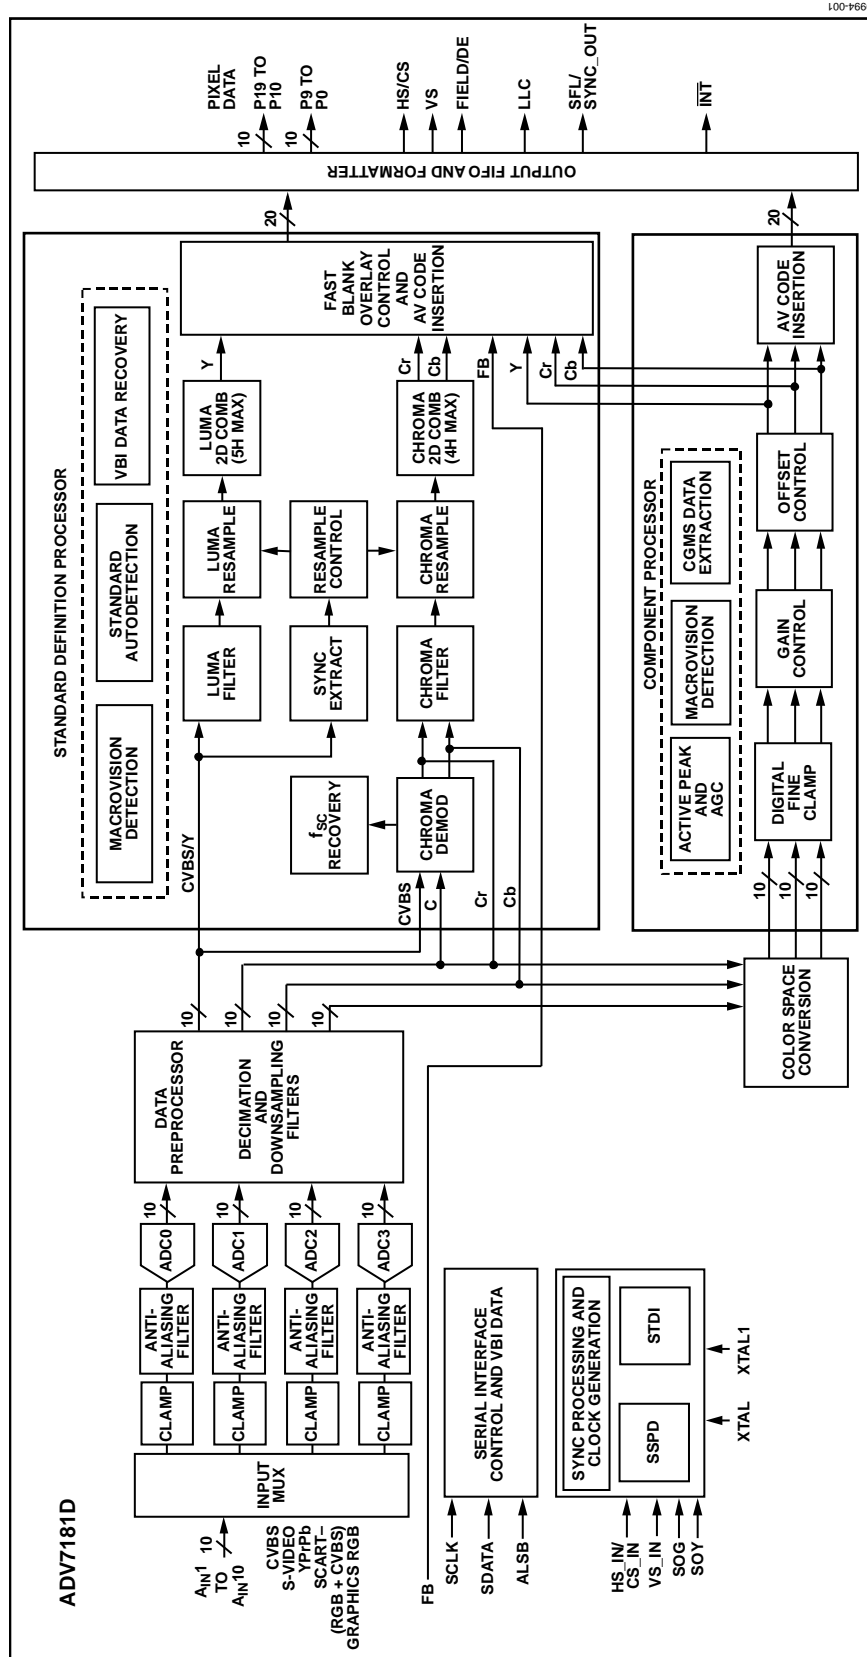 ADV7181D
A_IN1
TO
A_IN10
10
CVBS
S-VIDEO
YPrPb
SCART–
(RGB + CVBS)
GRAPHICS RGB
INPUT
MUX
CLAMP
ANTI-
ALIASING
FILTER
ADC0
10
CLAMP
ANTI-
ALIASING
FILTER
ADC1
10
CLAMP
ANTI-
ALIASING
FILTER
ADC2
10
CLAMP
ANTI-
ALIASING
FILTER
ADC3
10
DATA
PREPROCESSOR
DECIMATION
AND
DOWNSAMPLING
FILTERS
10
10
10
10
FB
SCLK
SDATA
ALSB
SERIAL INTERFACE
CONTROL AND VBI DATA
HS_IN/
CS_IN
VS_IN
SOG
SOY
SYNC PROCESSING AND
CLOCK GENERATION
SSPD
STDI
XTAL
XTAL1
STANDARD DEFINITION PROCESSOR
MACROVISION
DETECTION
STANDARD
AUTODETECTION
VBI DATA RECOVERY
CVBS/Y
LUMA
FILTER
LUMA
RESAMPLE
LUMA
2D COMB
(5H MAX)
Y
f_SC
RECOVERY
SYNC
EXTRACT
RESAMPLE
CONTROL
CVBS
C
CHROMA
DEMOD
CHROMA
FILTER
CHROMA
RESAMPLE
CHROMA
2D COMB
(4H MAX)
Cr
Cb
Cr
Cb
FB
Y
Cr
Cb
FAST
BLANK
OVERLAY
CONTROL
AND
AV CODE
INSERTION
20
COLOR SPACE
CONVERSION
10
10
10
COMPONENT PROCESSOR
ACTIVE PEAK
AND
AGC
MACROVISION
DETECTION
CGMS DATA
EXTRACTION
DIGITAL
FINE
CLAMP
GAIN
CONTROL
OFFSET
CONTROL
AV CODE
INSERTION
20
OUTPUT FIFO AND FORMATTER
PIXEL
DATA
10
P19 TO
P10
10
P9 TO
P0
HS/CS
VS
FIELD/DE
LLC
SFL/
SYNC_OUT
INT
994-001